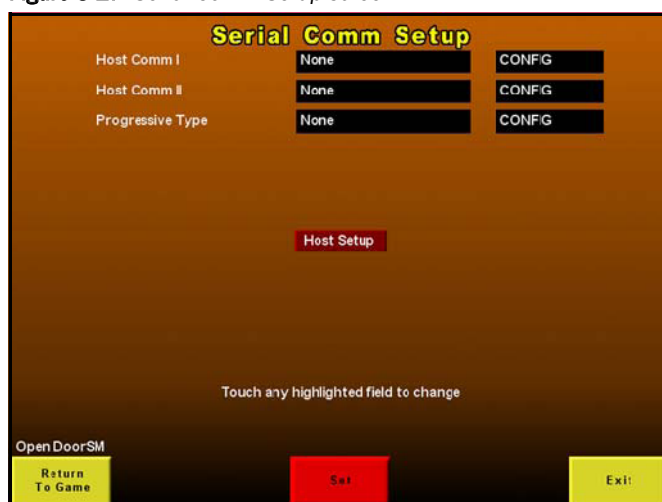 Serial Comm Setup
Host Comm I None CONFIG
Host Comm II None CONFIG
Progressive Type None CONFIG
Host Setup
Touch any highlighted field to change
Open DoorSM
Return
To Game
Set
Exit